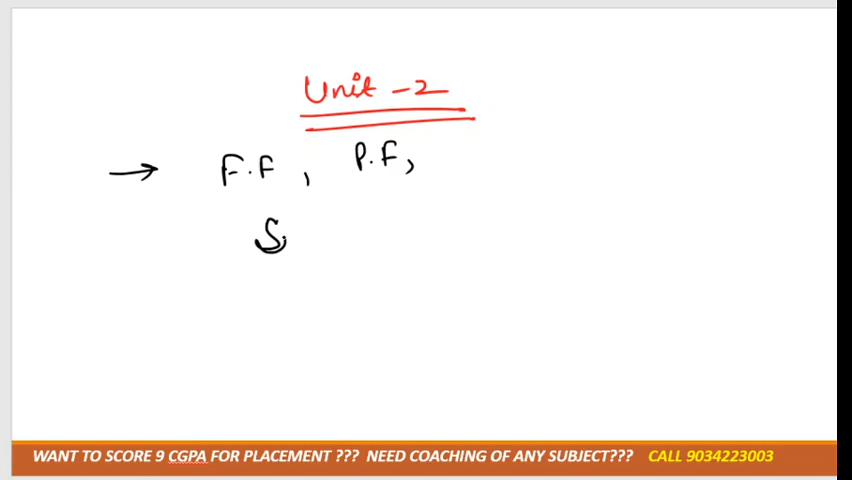 Unit -2
→ F.F, P.F,
S.
WANT TO SCORE 9 CGPA FOR PLACEMENT ??? NEED COACHING OF ANY SUBJECT??? CALL 9034223003